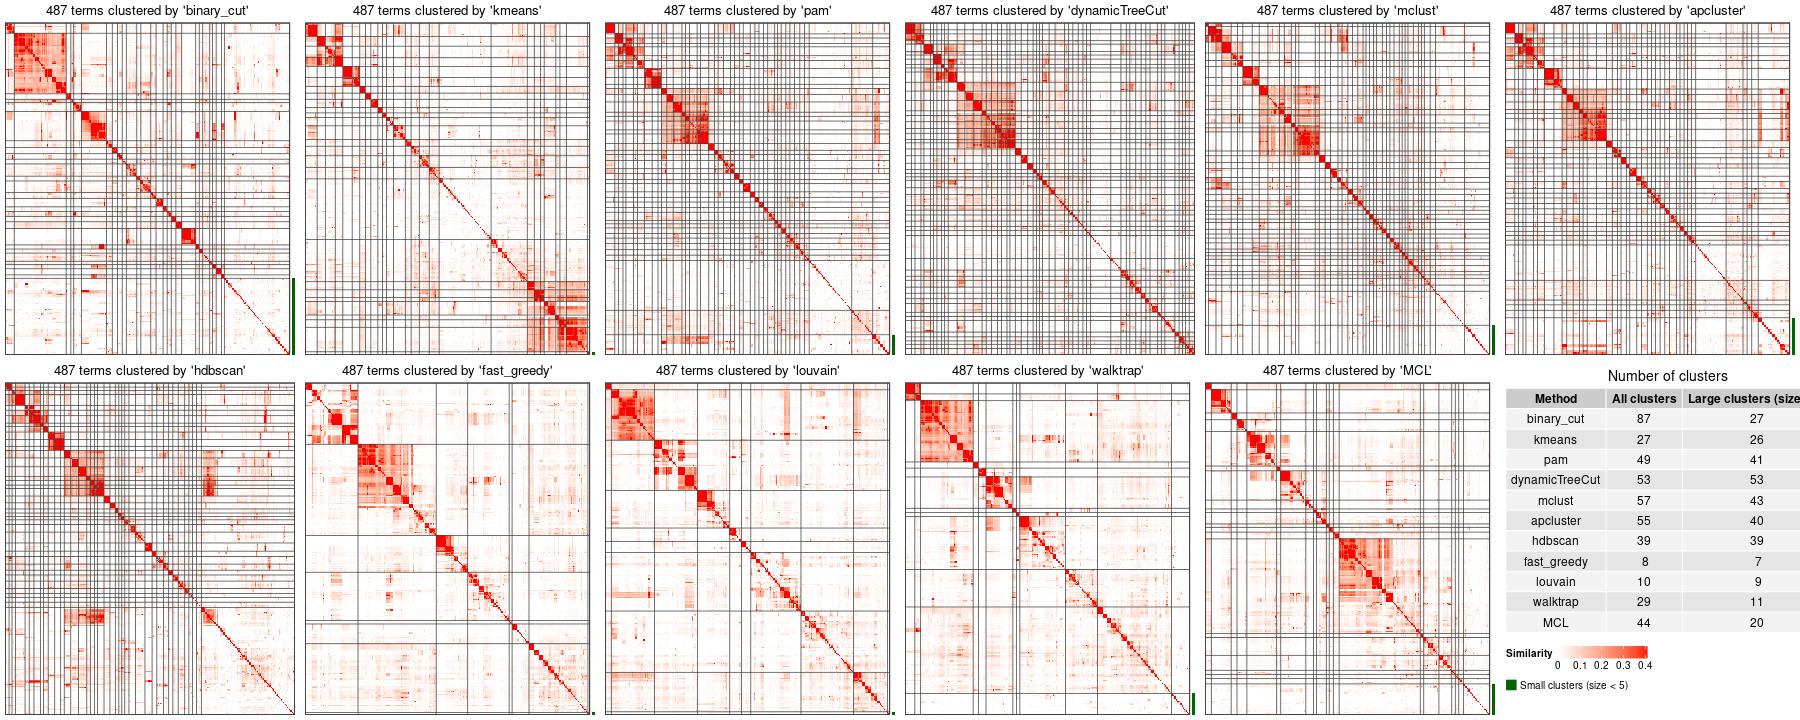 487 terms clustered by 'binary_cut'
487 terms clustered by 'kmeans'
487 terms clustered by 'pam'
487 terms clustered by 'dynamicTreeCut'
487 terms clustered by 'mclust'
487 terms clustered by 'apcluster'
487 terms clustered by 'hdbscan'
487 terms clustered by 'fast_greedy'
487 terms clustered by 'louvain'
487 terms clustered by 'walktrap'
487 terms clustered by 'MCL'
Number of clusters
Method All clusters Large clusters (size
binary_cut 87 27
kmeans 27 26
pam 49 41
dynamicTreeCut 53 53
mclust 57 43
apcluster 55 40
hdbscan 39 39
fast_greedy 8 7
louvain 10 9
walktrap 29 11
MCL 44 20
Similarity
0 0.1 0.2 0.3 0.4
Small clusters (size < 5)